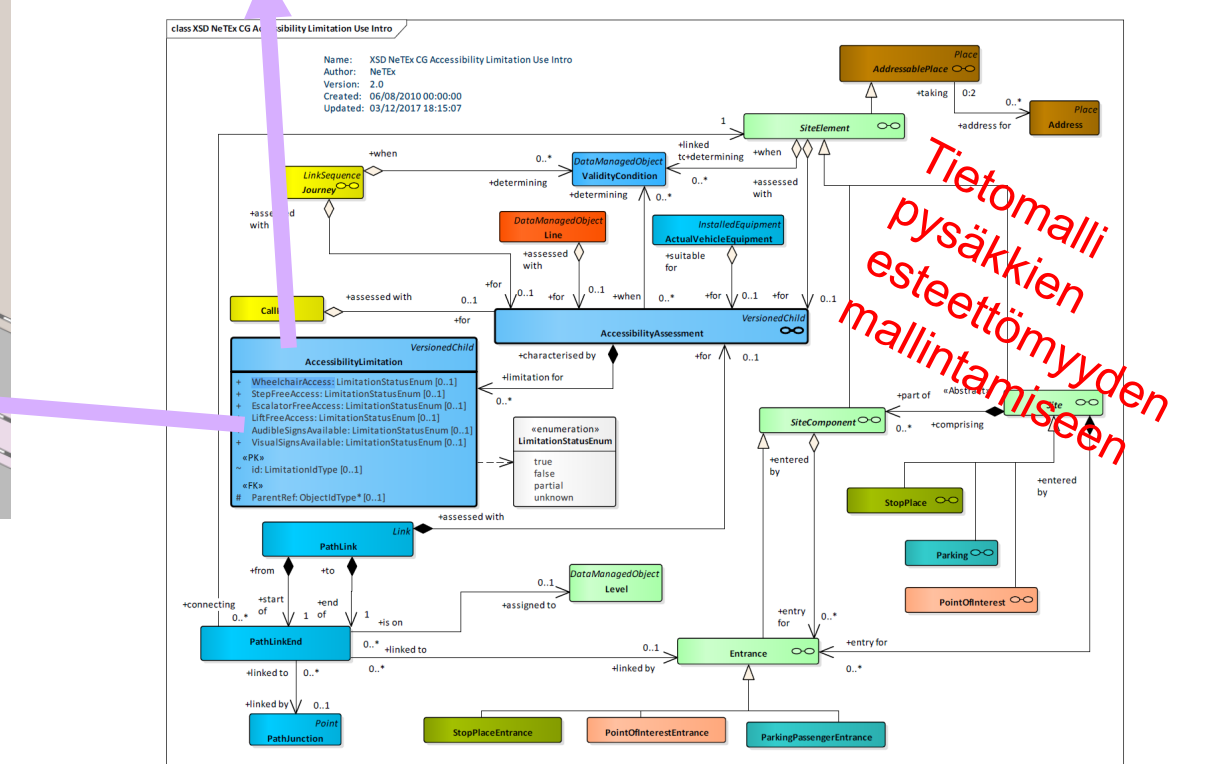 class XSD NeTEx CG Accessibility Limitation Use Intro
Name: XSD NeTEx CG Accessibility Limitation Use Intro
Author: NeTEx
Version: 2.0
Created: 06/08/2010 00:00:00
Updated: 03/12/2017 18:15:07
Place
AddressablePlace
+taking 0:2
0..*
+address for
Place
Address
1
SiteElement
+linked
+determining
+when
0..*
+assessed
with
+when
0..*
+determining
DataManagedObject
ValidityCondition
+determining
0..*
LinkSequence
Journey
+assessed
with
DataManagedObject
Line
+assessed
with
InstalledEquipment
ActualVehicleEquipment
+suitable
for
Tietomalli
pysäkkien
esteettömyyden
mallintamiseen
+for
0..1
+for
0..1
+when
0..*
+for
0..1
+for
0..1
+assessed with
0..1
+for
VersionedChild
AccessibilityAssessment
+characterised by
+for
0..1
+limitation for
0..*
VersionedChild
AccessibilityLimitation
+ WheelchairAccess: LimitationStatusEnum [0..1]
+ StepFreeAccess: LimitationStatusEnum [0..1]
+ EscalatorFreeAccess: LimitationStatusEnum [0..1]
LiftFreeAccess: LimitationStatusEnum [0..1]
AudibleSignsAvailable: LimitationStatusEnum [0..1]
+ VisualSignsAvailable: LimitationStatusEnum [0..1]
«PK»
~ id: LimitationIdType [0..1]
«FK»
# ParentRef: ObjectIdType* [0..1]
«enumeration»
LimitationStatusEnum
true
false
partial
unknown
+part of
0..*
+comprising
SiteComponent
+entered
by
+entered
by
StopPlace
Parking
PointOfInterest
+assessed with
Link
PathLink
+from
+to
+start
of
+end
of
+connecting
0..*
1
1
+is on
0..1
+assigned to
DataManagedObject
Level
PathLinkEnd
0..*
+linked to
0..*
0..1
+linked by
+entry
for
0..*
Entrance
+entry for
0..*
+linked to
0..*
+linked by
0..1
Point
PathJunction
StopPlaceEntrance
PointOfInterestEntrance
ParkingPassengerEntrance